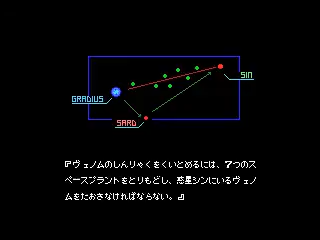 SIN
GRADIUS
SARD
『ヴェノムのしんりゃくをくいとめるには、7つのス
ペースプラントをとりもどし、惑星シンにいるヴェノ
ムをたおさなければならない。』